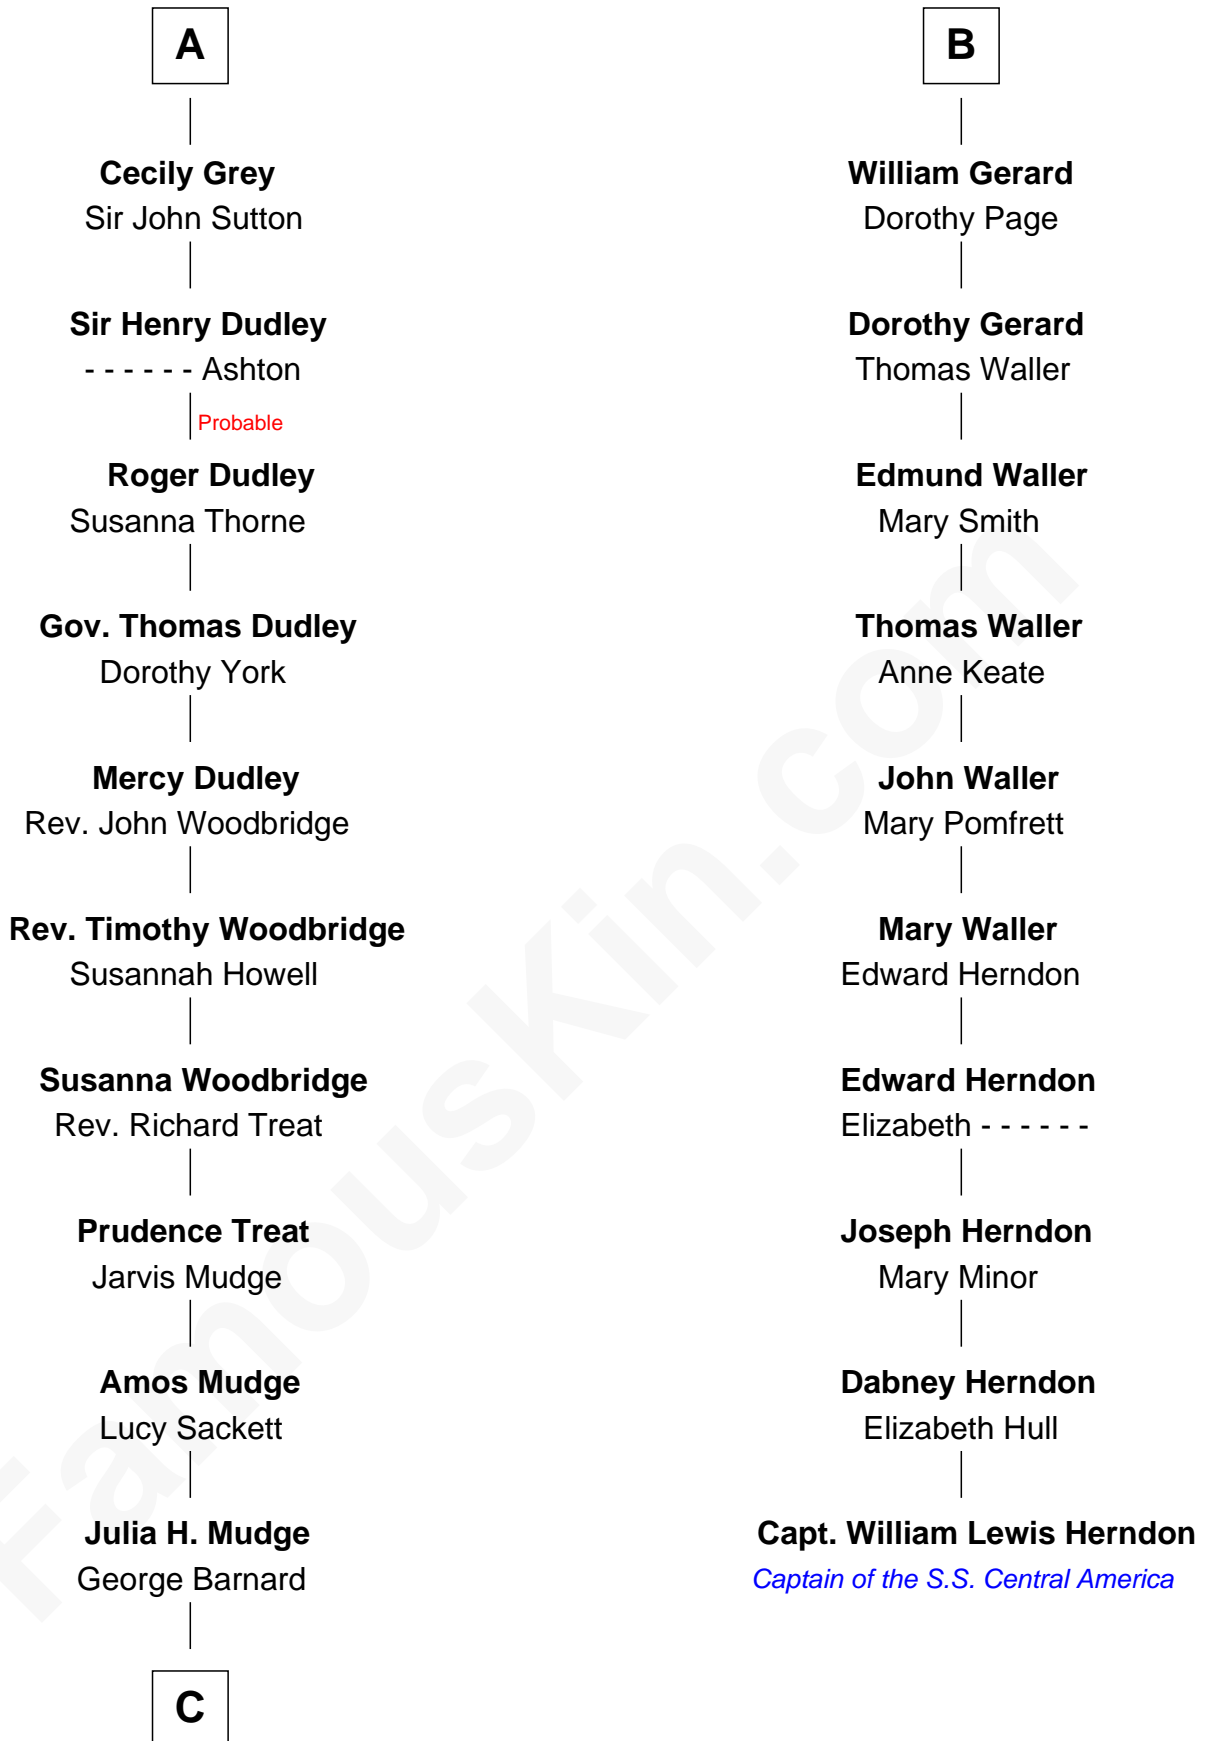 A
Cecily Grey
Sir John Sutton
Sir Henry Dudley
- - - - - - Ashton
Probable
Roger Dudley
Susanna Thorne
Gov. Thomas Dudley
Dorothy York
Mercy Dudley
Rev. John Woodbridge
Rev. Timothy Woodbridge
Susannah Howell
Susanna Woodbridge
Rev. Richard Treat
Prudence Treat
Jarvis Mudge
Amos Mudge
Lucy Sackett
Julia H. Mudge
George Barnard
C
B
William Gerard
Dorothy Page
Dorothy Gerard
Thomas Waller
Edmund Waller
Mary Smith
Thomas Waller
Anne Keate
John Waller
Mary Pomfrett
Mary Waller
Edward Herndon
Edward Herndon
Elizabeth - - - - - -
Joseph Herndon
Mary Minor
Dabney Herndon
Elizabeth Hull
Capt. William Lewis Herndon
Captain of the S.S. Central America
FamousKin.com